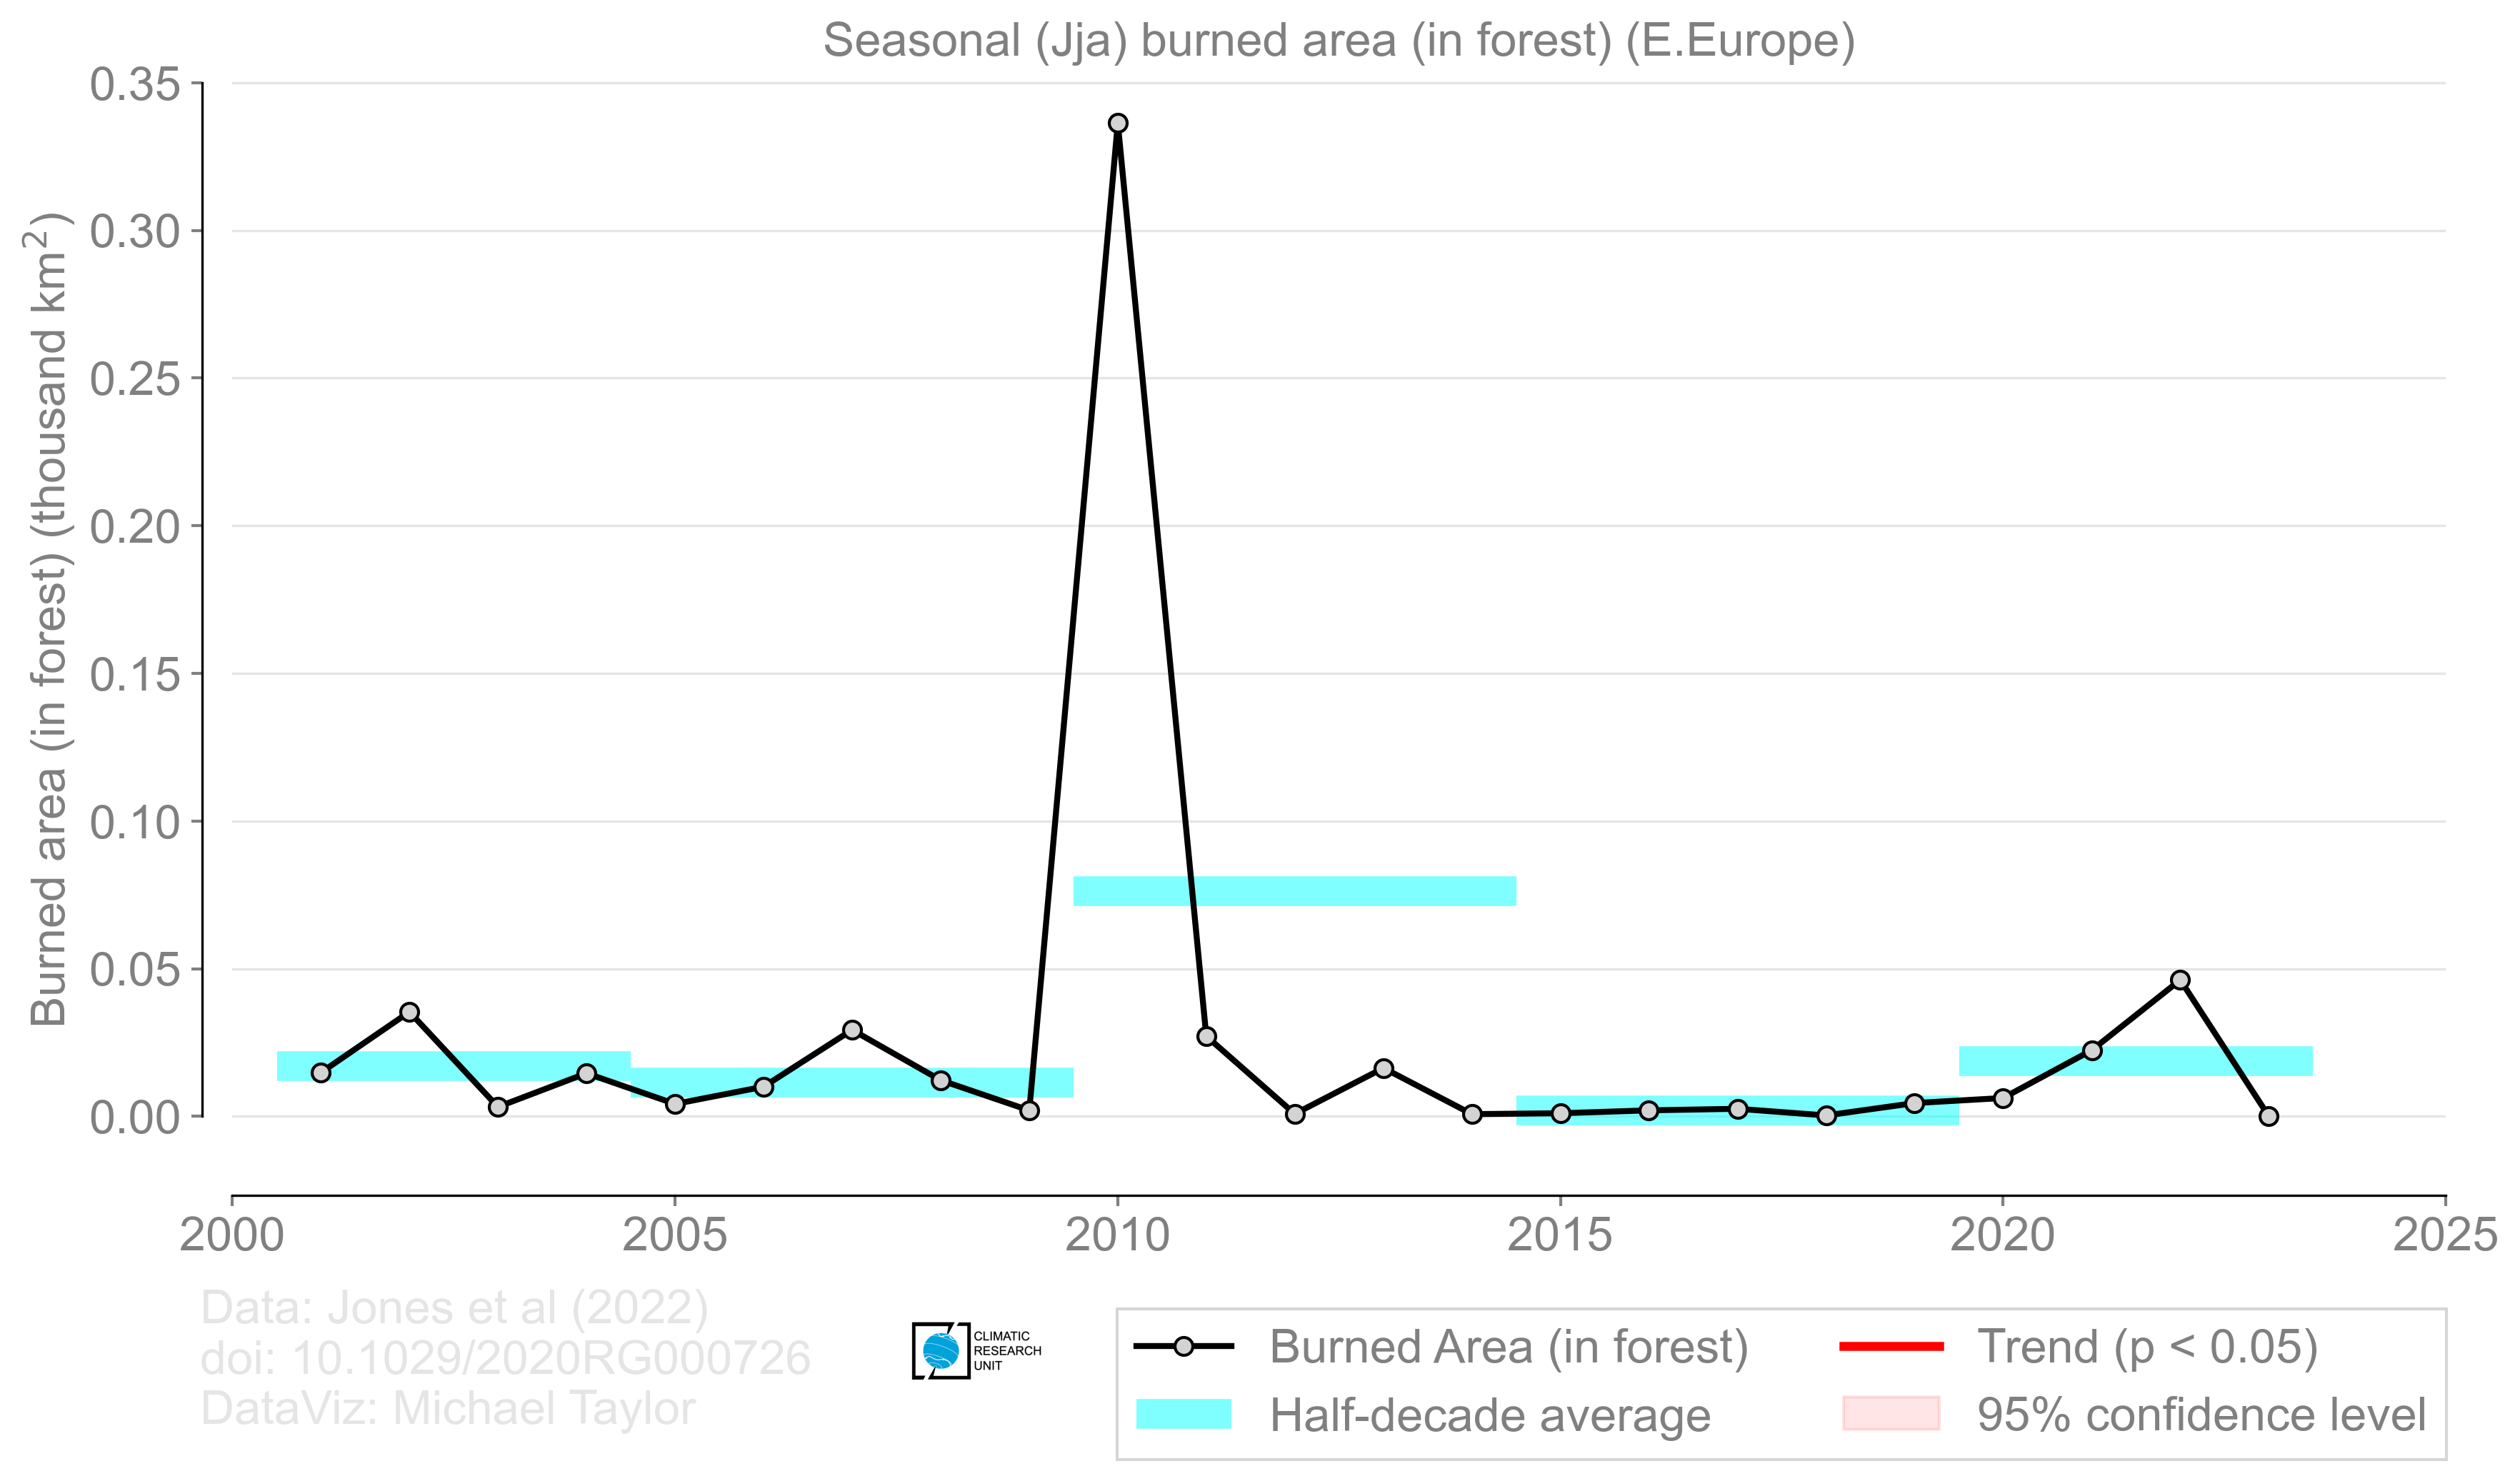 Seasonal (Jja) burned area (in forest) (E.Europe)
Burned area (in forest) (thousand km²)
0.35
0.30
0.25
0.20
0.15
0.10
0.05
0.00
2000 2005 2010 2015 2020 2025
Data: Jones et al (2022)
doi: 10.1029/2020RG000726
DataViz: Michael Taylor
CLIMATIC
RESEARCH
UNIT
Burned Area (in forest)
Half-decade average
Trend (p < 0.05)
95% confidence level